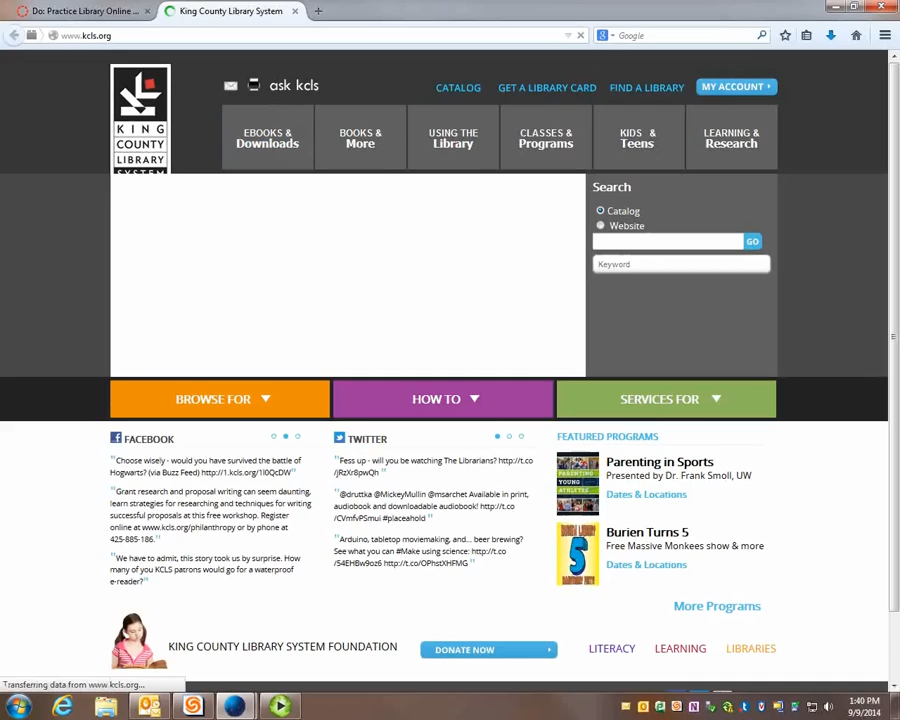 Do: Practice Library Online ...
King County Library System
www.kcls.org
Google
ask kcls
CATALOG
GET A LIBRARY CARD
FIND A LIBRARY
MY ACCOUNT
KING
COUNTY
LIBRARY
SYSTEM
EBOOKS &
Downloads
BOOKS &
More
USING THE
Library
CLASSES &
Programs
KIDS &
Teens
LEARNING &
Research
Search
Catalog
Website
GO
Keyword
BROWSE FOR
HOW TO
SERVICES FOR
FACEBOOK
"Choose wisely - would you have survived the battle of
Hogwarts? (via Buzz Feed) http://1.kcls.org/1l0QcDW"
"Grant research and proposal writing can seem daunting,
learn strategies for researching and techniques for writing
successful proposals at this free workshop. Register
online at www.kcls.org/philanthropy or by phone at
425-885-186."
"We have to admit, this story took us by surprise. How
many of you KCLS patrons would go for a waterproof
e-reader?"
TWITTER
"Fess up - will you be watching The Librarians? http://t.co
/jRzXr8pwQh"
"@druttka @MickeyMullin @msarchet Available in print,
audiobook and downloadable audiobook! http://t.co
/CVmfVPSmui #placeahold"
"Arduino, tabletop moviemaking, and... beer brewing?
See what you can #Make using science: http://t.co
/54EHBw9oz6 http://t.co/OPhstXHFMG"
FEATURED PROGRAMS
PARENTING
YOUNG
ATHLETES
Parenting in Sports
Presented by Dr. Frank Smoll, UW
Dates & Locations
5
Burien Turns 5
Free Massive Monkees show & more
Dates & Locations
More Programs
KING COUNTY LIBRARY SYSTEM FOUNDATION
DONATE NOW
LITERACY
LEARNING
LIBRARIES
Transferring data from www.kcls.org...
1:40 PM
9/9/2014